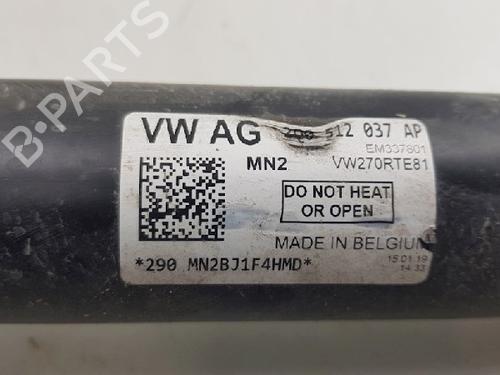 VW AG 2Q0 512 037 AP
EM337801
MN2 VW270RTE81
DO NOT HEAT
OR OPEN
MADE IN BELGIUM
15.01.19
14:33
*290 MN2BJ1F4HMD*
B-PARTS